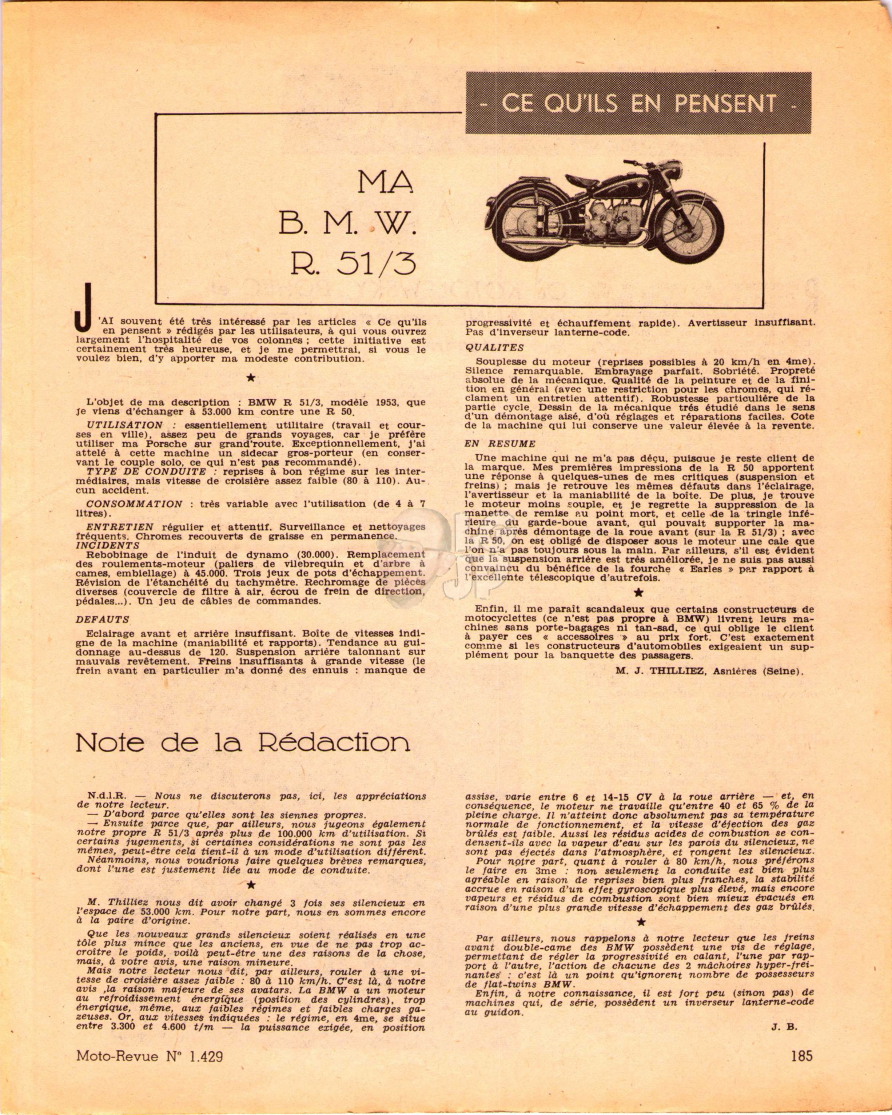 - CE QU'ILS EN PENSENT -
MA
B. M. W.
R. 51/3
J'AI souvent été très intéressé par les articles « Ce qu'ils
en pensent » rédigés par les utilisateurs, à qui vous ouvrez
largement l'hospitalité de vos colonnes ; cette initiative est
certainement très heureuse, et je me permettrai, si vous le
voulez bien, d'y apporter ma modeste contribution.
★
L'objet de ma description : BMW R 51/3, modèle 1953, que
je viens d'échanger à 53.000 km contre une R 50.
UTILISATION : essentiellement utilitaire (travail et cour-
ses en ville), assez peu de grands voyages, car je préfère
utiliser ma Porsche sur grand'route. Exceptionnellement, j'ai
attelé à cette machine un sidecar gros-porteur (en conser-
vant le couple solo, ce qui n'est pas recommandé).
TYPE DE CONDUITE : reprises à bon régime sur les inter-
médiaires, mais vitesse de croisière assez faible (80 à 110). Au-
cun accident.
CONSOMMATION : très variable avec l'utilisation (de 4 à 7
litres).
ENTRETIEN régulier et attentif. Surveillance et nettoyages
fréquents. Chromes recouverts de graisse en permanence.
INCIDENTS
Rebobinage de l'induit de dynamo (30.000). Remplacement
des roulements-moteur (paliers de vilebrequin et d'arbre à
cames, embiellage) à 45.000. Trois jeux de pots d'échappement.
Révision de l'étanchéité du tachymètre. Rechromage de pièces
diverses (couvercle de filtre à air, écrou de frein de direction,
pédales...). Un jeu de câbles de commandes.
DEFAUTS
Eclairage avant et arrière insuffisant. Boîte de vitesses indi-
gne de la machine (maniabilité et rapports). Tendance au gui-
donnage au-dessus de 120. Suspension arrière talonnant sur
mauvais revêtement. Freins insuffisants à grande vitesse (le
frein avant en particulier m'a donné des ennuis : manque de
progressivité et échauffement rapide). Avertisseur insuffisant.
Pas d'inverseur lanterne-code.
QUALITES
Souplesse du moteur (reprises possibles à 20 km/h en 4me).
Silence remarquable. Embrayage parfait. Sobriété. Propreté
absolue de la mécanique. Qualité de la peinture et de la fini-
tion en général (avec une restriction pour les chromes, qui ré-
clament un entretien attentif). Robustesse particulière de la
partie cycle. Dessin de la mécanique très étudié dans le sens
d'un démontage aisé, d'où réglages et réparations faciles. Cote
de la machine qui lui conserve une valeur élevée à la revente.
EN RESUME
Une machine qui ne m'a pas déçu, puisque je reste client de
la marque. Mes premières impressions de la R 50 apportent
une réponse à quelques-unes de mes critiques (suspension et
freins) ; mais je retrouve les mêmes défauts dans l'éclairage,
l'avertisseur et la maniabilité de la boîte. De plus, je trouve
le moteur moins souple, et je regrette la suppression de la
manette de remise au point mort, et celle de la tringle infé-
rieure du garde-boue avant, qui pouvait supporter la ma-
chine après démontage de la roue avant (sur la R 51/3) ; avec
la R 50, on est obligé de disposer sous le moteur une cale que
l'on n'a pas toujours sous la main. Par ailleurs, s'il est évident
que la suspension arrière est très améliorée, je ne suis pas aussi
convaincu du bénéfice de la fourche « Earles » par rapport à
l'excellente télescopique d'autrefois.
★
Enfin, il me paraît scandaleux que certains constructeurs de
motocyclettes (ce n'est pas propre à BMW) livrent leurs ma-
chines sans porte-bagages ni tan-sad, ce qui oblige le client
à payer ces « accessoires » au prix fort. C'est exactement
comme si les constructeurs d'automobiles exigeaient un sup-
plément pour la banquette des passagers.
M. J. THILLIEZ, Asnières (Seine).
Note de la Rédaction
N.d.l.R. — Nous ne discuterons pas, ici, les appréciations
de notre lecteur.
— D'abord parce qu'elles sont les siennes propres.
— Ensuite parce que, par ailleurs, nous jugeons également
notre propre R 51/3 après plus de 100.000 km d'utilisation. Si
certains jugements, si certaines considérations ne sont pas les
mêmes, peut-être cela tient-il à un mode d'utilisation différent.
Néanmoins, nous voudrions faire quelques brèves remarques,
dont l'une est justement liée au mode de conduite.
★
M. Thilliez nous dit avoir changé 3 fois ses silencieux en
l'espace de 53.000 km. Pour notre part, nous en sommes encore
à la paire d'origine.
Que les nouveaux grands silencieux soient réalisés en une
tôle plus mince que les anciens, en vue de ne pas trop ac-
croître le poids, voilà peut-être une des raisons de la chose,
mais, à votre avis, une raison mineure.
Mais notre lecteur nous dit, par ailleurs, rouler à une vi-
tesse de croisière assez faible : 80 à 110 km/h. C'est là, à notre
avis la raison majeure de ses avatars. La BMW a un moteur
au refroidissement énergique (position des cylindres), trop
énergique, même, aux faibles régimes et faibles charges ga-
zeuses. Or, aux vitesses indiquées : le régime, en 4me, se situe
entre 3.300 et 4.600 t/m — la puissance exigée, en position
assise, varie entre 6 et 14-15 CV à la roue arrière — et, en
conséquence, le moteur ne travaille qu'entre 40 et 65 % de la
pleine charge. Il n'atteint donc absolument pas sa température
normale de fonctionnement, et la vitesse d'éjection des gaz
brûlés est faible. Aussi les résidus acides de combustion se con-
densent-ils avec la vapeur d'eau sur les parois du silencieux, ne
sont pas éjectés dans l'atmosphère, et rongent les silencieux.
Pour notre part, quant à rouler à 80 km/h, nous préférons
le faire en 3me : non seulement la conduite est bien plus
agréable en raison de reprises bien plus franches, la stabilité
accrue en raison d'un effet gyroscopique plus élevé, mais encore
vapeurs et résidus de combustion sont bien mieux évacués en
raison d'une plus grande vitesse d'échappement des gaz brûlés.
★
Par ailleurs, nous rappelons à notre lecteur que les freins
avant double-came des BMW possèdent une vis de réglage,
permettant de régler la progressivité en calant, l'une par rap-
port à l'autre, l'action de chacune des 2 mâchoires hyper-frei-
nantes : c'est là un point qu'ignorent nombre de possesseurs
de flat-twins BMW.
Enfin, à notre connaissance, il est fort peu (sinon pas) de
machines qui, de série, possèdent un inverseur lanterne-code
au guidon.
J. B.
Moto-Revue N° 1.429
185
JP